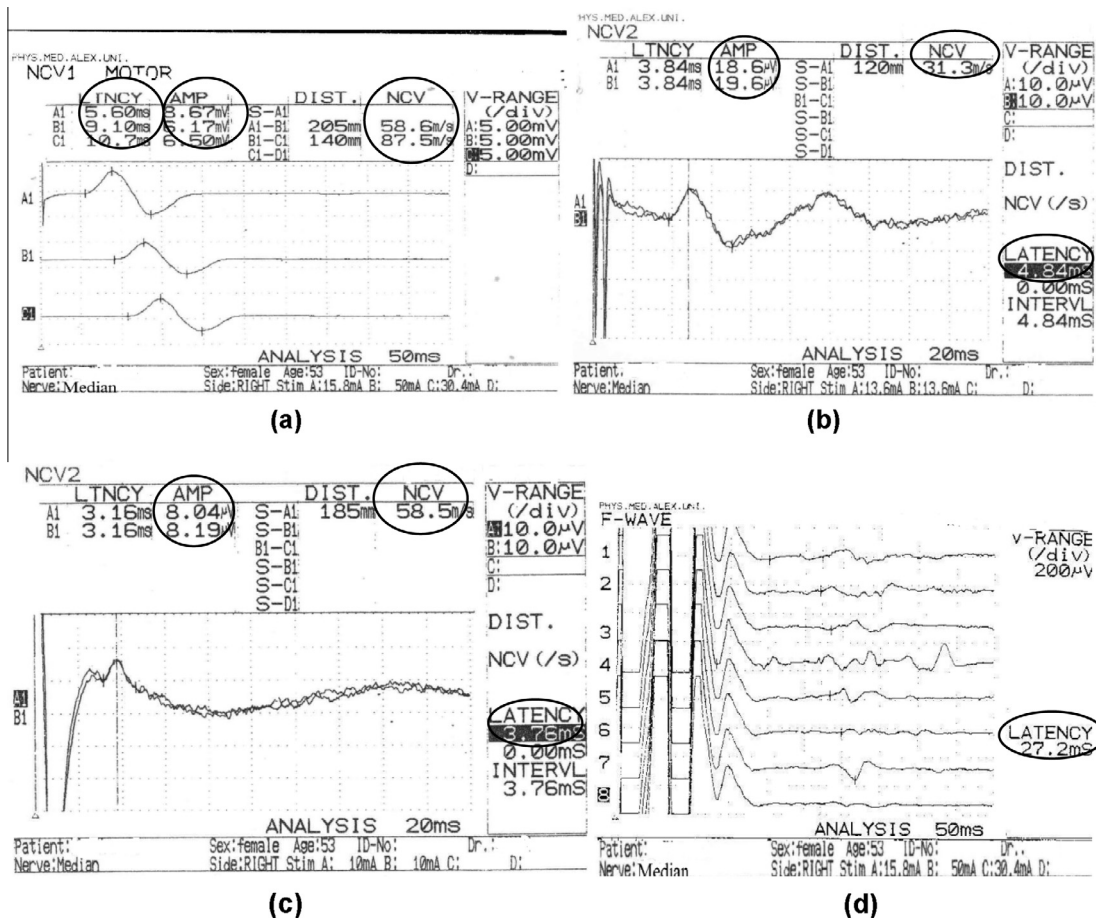 PHYS.MED.ALEX.UNI.
NCV1 MOTOR
LTNCY AMP DIST. NCV
A1 5.60ms 8.67mV S-A1
B1 9.10ms 6.17mV A1-B1 205mm 58.6m/s
C1 10.7ms 6.50mV B1-C1 140mm 87.5m/s
C1-D1
V-RANGE
(/div)
A:5.00mV
B:5.00mV
C:5.00mV
D:
A1
B1
C1
ANALYSIS 50ms
Patient: Sex:female Age:53 ID-No: Dr.:
Nerve:Median Side:RIGHT Stim A:15.8mA B: 50mA C:30.4mA D:
(a)
HYS.MED.ALEX.UNI.
NCV2
LTNCY AMP DIST. NCV
A1 3.84ms 18.6μV S-A1 120mm 31.3m/s
B1 3.84ms 19.6μV S-B1
B1-C1
S-B1
S-C1
S-D1
V-RANGE
(/div)
A:10.0μV
B:10.0μV
C:
D:
DIST.
NCV(/S)
LATENCY
4.84mS
0.00mS
INTERVL
4.84mS
A1
B1
ANALYSIS 20ms
Patient: Sex:female Age:53 ID-No: Dr.:
Nerve:Median Side:RIGHT Stim A:13.6mA B:13.6mA C: D:
(b)
NCV2
LTNCY AMP DIST. NCV
A1 3.16ms 8.04μV S-A1 185mm 58.5m/s
B1 3.16ms 8.19μV S-B1
B1-C1
S-B1
S-C1
S-D1
V-RANGE
(/div)
A:10.0μV
B:10.0μV
C:
D:
DIST.
NCV(/S)
LATENCY
3.76mS
0.00mS
INTERVL
3.76mS
A1
B1
ANALYSIS 20ms
Patient: Sex:female Age:53 ID-No: Dr.:
Nerve:Median Side:RIGHT Stim A: 10mA B: 10mA C: D:
(c)
PHYS.MED.ALEX.UNI.
F-WAVE
1
2
3
4
5
6
7
8
v-RANGE
(/div)
200μV
LATENCY
27.2mS
ANALYSIS 50ms
Patient: Sex:female Age:53 ID-No: Dr.:
Nerve:Median Side:RIGHT Stim A:15.8mA B: 50mA C:30.4mA D:
(d)